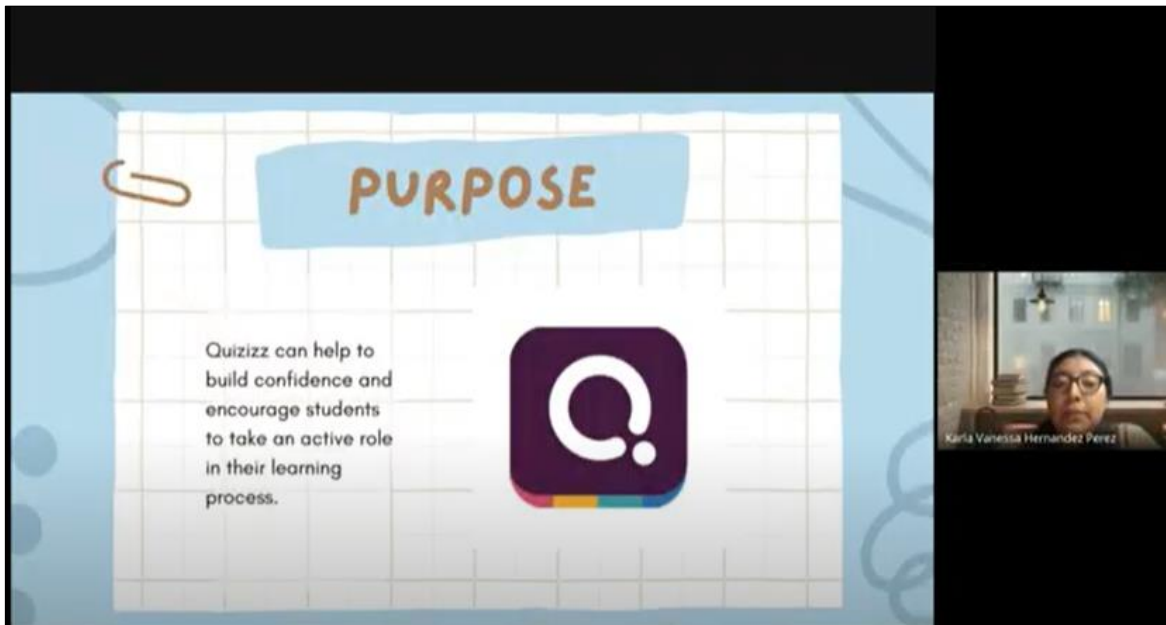 PURPOSE
Quizizz can help to
build confidence and
encourage students
to take an active role
in their learning
process.
Karla Vanessa Hernandez Perez